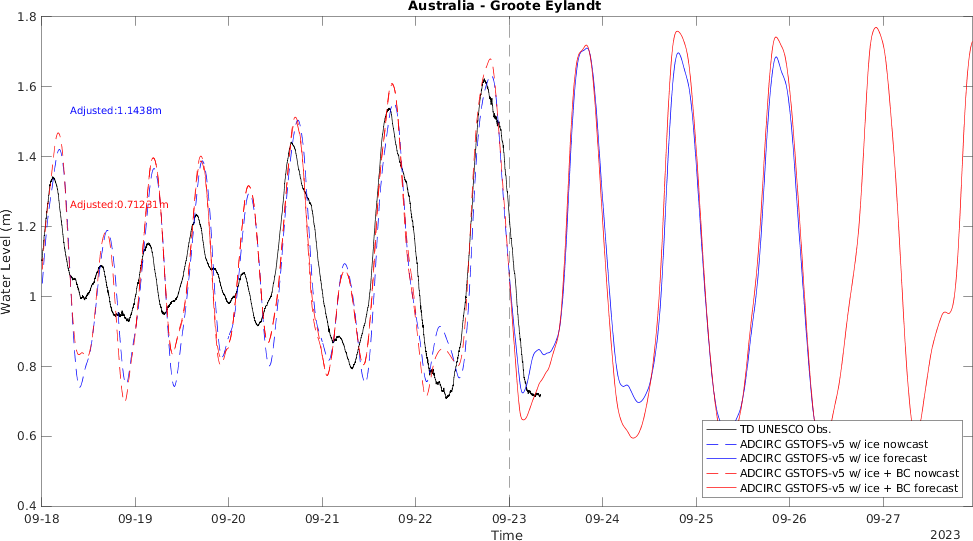 Australia - Groote Eylandt
1.8
1.6
1.4
1.2
1
0.8
0.6
0.4
Water Level (m)
Adjusted:1.1438m
Adjusted:0.71231m
TD UNESCO Obs.
ADCIRC GSTOFS-v5 w/ ice nowcast
ADCIRC GSTOFS-v5 w/ ice forecast
ADCIRC GSTOFS-v5 w/ ice + BC nowcast
ADCIRC GSTOFS-v5 w/ ice + BC forecast
09-18 09-19 09-20 09-21 09-22 09-23 09-24 09-25 09-26 09-27
Time
2023